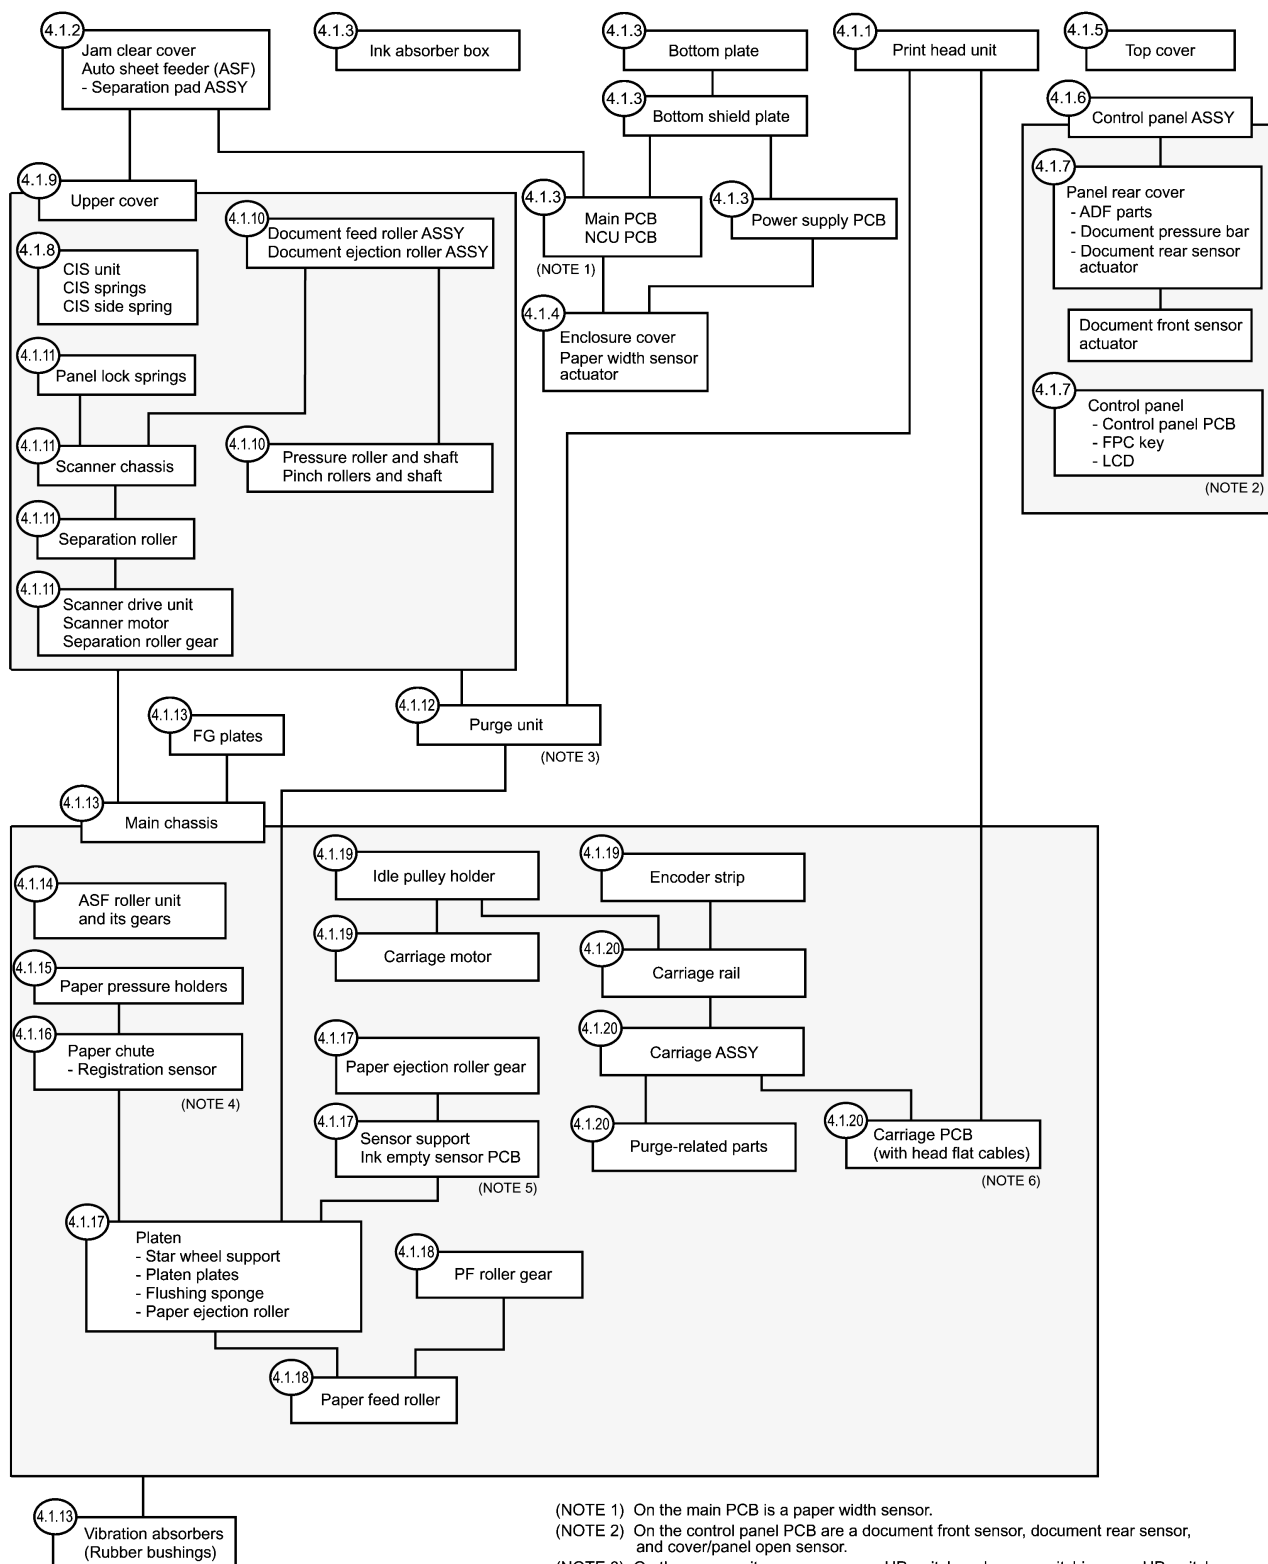 4.1.2
Jam clear cover
Auto sheet feeder (ASF)
- Separation pad ASSY
4.1.3
Ink absorber box
4.1.3
Bottom plate
4.1.3
Bottom shield plate
4.1.1
Print head unit
4.1.5
Top cover
4.1.6
Control panel ASSY
4.1.7
Panel rear cover
- ADF parts
- Document pressure bar
- Document rear sensor
actuator
Document front sensor
actuator
4.1.7
Control panel
- Control panel PCB
- FPC key
- LCD
(NOTE 2)
4.1.9
Upper cover
4.1.10
Document feed roller ASSY
Document ejection roller ASSY
4.1.8
CIS unit
CIS springs
CIS side spring
4.1.11
Panel lock springs
4.1.11
Scanner chassis
4.1.10
Pressure roller and shaft
Pinch rollers and shaft
4.1.11
Separation roller
4.1.11
Scanner drive unit
Scanner motor
Separation roller gear
4.1.3
Main PCB
NCU PCB
(NOTE 1)
4.1.3
Power supply PCB
4.1.4
Enclosure cover
Paper width sensor
actuator
4.1.12
Purge unit
(NOTE 3)
4.1.13
FG plates
4.1.13
Main chassis
4.1.14
ASF roller unit
and its gears
4.1.15
Paper pressure holders
4.1.16
Paper chute
- Registration sensor
(NOTE 4)
4.1.19
Idle pulley holder
4.1.19
Carriage motor
4.1.19
Encoder strip
4.1.20
Carriage rail
4.1.20
Carriage ASSY
4.1.17
Paper ejection roller gear
4.1.17
Sensor support
Ink empty sensor PCB
(NOTE 5)
4.1.20
Purge-related parts
4.1.20
Carriage PCB
(with head flat cables)
(NOTE 6)
4.1.17
Platen
- Star wheel support
- Platen plates
- Flushing sponge
- Paper ejection roller
4.1.18
PF roller gear
4.1.18
Paper feed roller
4.1.13
Vibration absorbers
(Rubber bushings)
(NOTE 1) On the main PCB is a paper width sensor.
(NOTE 2) On the control panel PCB are a document front sensor, document rear sensor,
and cover/panel open sensor.